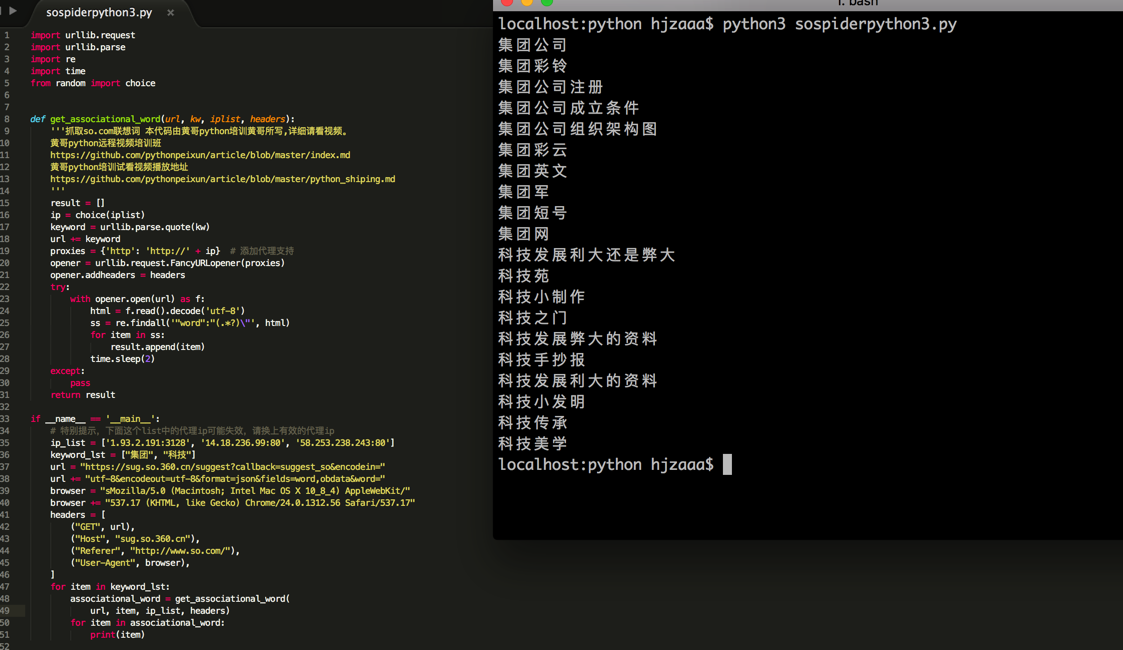 sospiderpython3.py ×
1 import urllib.request
2 import urllib.parse
3 import re
4 import time
5 from random import choice
6
7
8 def get_associational_word(url, kw, iplist, headers):
9 '''抓取so.com联想词 本代码由黄哥python培训黄哥所写,详细请看视频。
10 黄哥python远程视频培训班
11 https://github.com/pythonpeixun/article/blob/master/index.md
12 黄哥python培训试看视频播放地址
13 https://github.com/pythonpeixun/article/blob/master/python_shiping.md
14 '''
15 result = []
16 ip = choice(iplist)
17 keyword = urllib.parse.quote(kw)
18 url += keyword
19 proxies = {'http': 'http://' + ip}  # 添加代理支持
20 opener = urllib.request.FancyURLopener(proxies)
21 opener.addheaders = headers
22 try:
23 with opener.open(url) as f:
24 html = f.read().decode('utf-8')
25 ss = re.findall('"word":"(.*?)\"', html)
26 for item in ss:
27 result.append(item)
28 time.sleep(2)
29 except:
30 pass
31 return result
32
33 if __name__ == '__main__':
34 # 特别提示，下面这个list中的代理ip可能失效，请换上有效的代理ip
35 ip_list = ['1.93.2.191:3128', '14.18.236.99:80', '58.253.238.243:80']
36 keyword_lst = ["集团", "科技"]
37 url = "https://sug.so.360.cn/suggest?callback=suggest_so&encodein="
38 url += "utf-8&encodeout=utf-8&format=json&fields=word,obdata&word="
39 browser = "sMozilla/5.0 (Macintosh; Intel Mac OS X 10_8_4) AppleWebKit/"
40 browser += "537.17 (KHTML, like Gecko) Chrome/24.0.1312.56 Safari/537.17"
41 headers = [
42 ("GET", url),
43 ("Host", "sug.so.360.cn"),
44 ("Referer", "http://www.so.com/"),
45 ("User-Agent", browser),
46 ]
47 for item in keyword_lst:
48 associational_word = get_associational_word(
49 url, item, ip_list, headers)
50 for item in associational_word:
51 print(item)
52
1. bash
localhost:python hjzaaa$ python3 sospiderpython3.py
集团公司
集团彩铃
集团公司注册
集团公司成立条件
集团公司组织架构图
集团彩云
集团英文
集团军
集团短号
集团网
科技发展利大还是弊大
科技苑
科技小制作
科技之门
科技发展弊大的资料
科技手抄报
科技发展利大的资料
科技小发明
科技传承
科技美学
localhost:python hjzaaa$